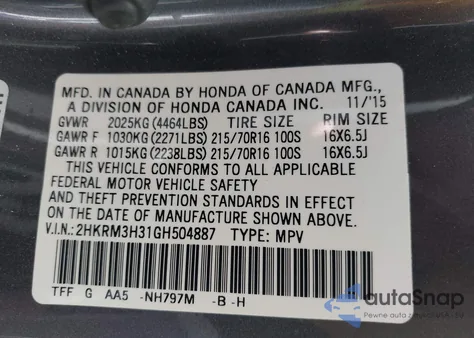 MFD. IN CANADA BY HONDA OF CANADA MFG.,
A DIVISION OF HONDA CANADA INC. 11/15
GVWR 2025KG (4464LBS) TIRE SIZE RIM SIZE
GAWR F 1030KG (2271LBS) 215/70R16 100S 16X6.5J
GAWR R 1015KG (2238LBS) 215/70R16 100S 16X6.5J
THIS VEHICLE CONFORMS TO ALL APPLICABLE
FEDERAL MOTOR VEHICLE SAFETY
AND THEFT PREVENTION STANDARDS IN EFFECT
ON THE DATE OF MANUFACTURE SHOWN ABOVE.
V.I.N.: 2HKRM3H31GH504887 TYPE: MPV
TFF G AA5 -NH797M -B -H
autoSnap
Pewne auto z